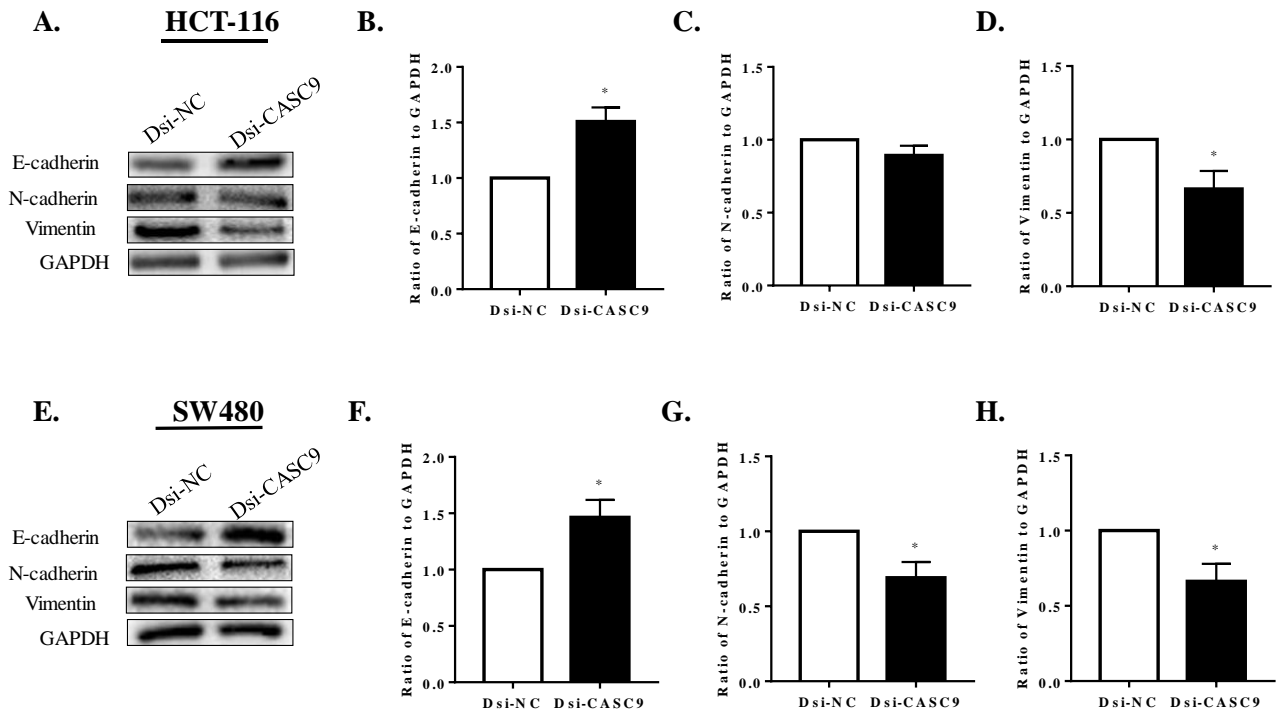 A.
HCT-116
Dsi-NC
Dsi-CASC9
E-cadherin
N-cadherin
Vimentin
GAPDH
B.
Ratio of E-cadherin to GAPDH
2.0
1.5
1.0
0.5
0.0
*
Dsi-NC Dsi-CASC9
C.
Ratio of N-cadherin to GAPDH
1.5
1.0
0.5
0.0
Dsi-NC Dsi-CASC9
D.
Ratio of Vimentin to GAPDH
1.5
1.0
0.5
0.0
*
Dsi-NC Dsi-CASC9
E.
SW480
Dsi-NC
Dsi-CASC9
E-cadherin
N-cadherin
Vimentin
GAPDH
F.
Ratio of E-cadherin to GAPDH
2.0
1.5
1.0
0.5
0.0
*
Dsi-NC Dsi-CASC9
G.
Ratio of N-cadherin to GAPDH
1.5
1.0
0.5
0.0
*
Dsi-NC Dsi-CASC9
H.
Ratio of Vimentin to GAPDH
1.5
1.0
0.5
0.0
*
Dsi-NC Dsi-CASC9